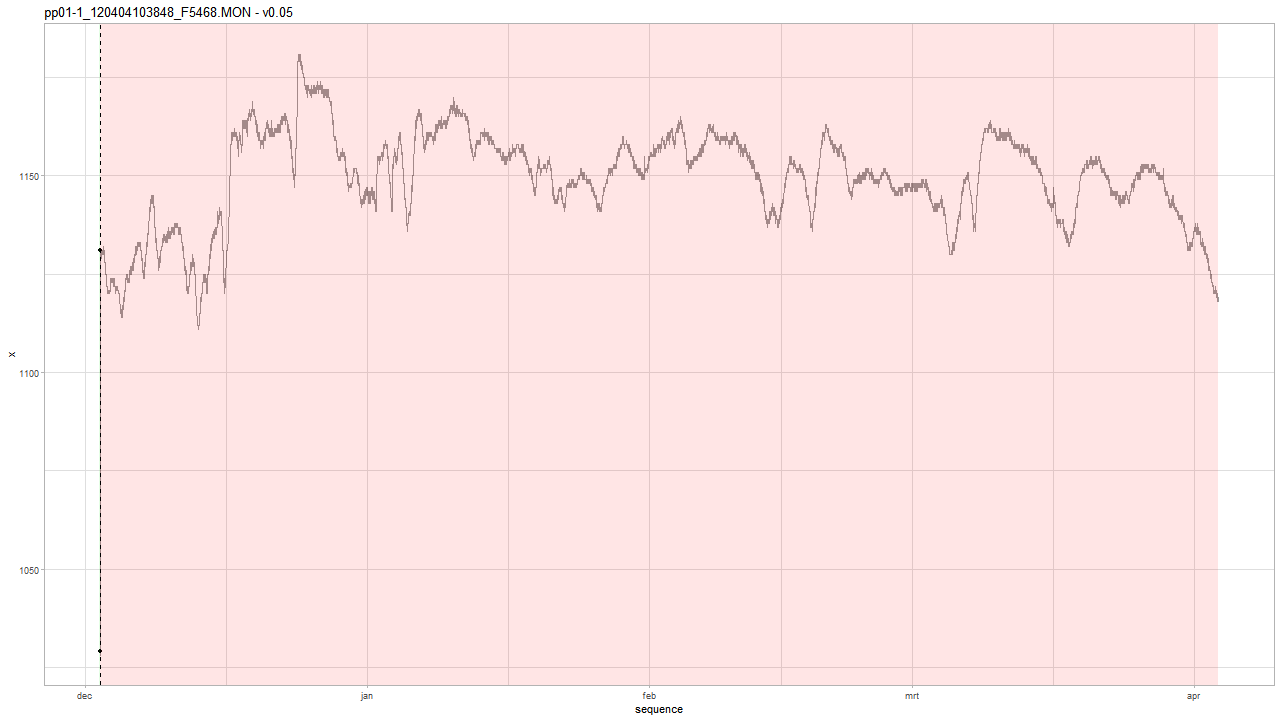 pp01-1_120404103848_F5468.MON - v0.05
1150
1100
1050
x
dec
jan
feb
mrt
apr
sequence